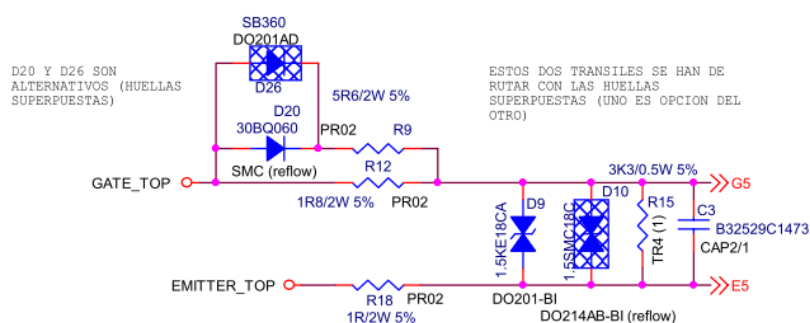 SB360
DO201AD
D26
D20 Y D26 SON
ALTERNATIVOS (HUELLAS
SUPERPUESTAS)
ESTOS DOS TRANSILES SE HAN DE
RUTAR CON LAS HUELLAS
SUPERPUESTAS (UNO ES OPCION DEL
OTRO)
D20
5R6/2W 5%
30BQ060
PR02
R9
SMC (reflow)
R12
3K3/0.5W 5%
GATE_TOP
G5
1R8/2W 5%
PR02
D9
D10
R15
C3
1.5KE18CA
1.5SMC18C
TR4 (1)
B32529C1473
CAP2/1
EMITTER_TOP
E5
R18
PR02
1R/2W 5%
DO201-BI
DO214AB-BI (reflow)